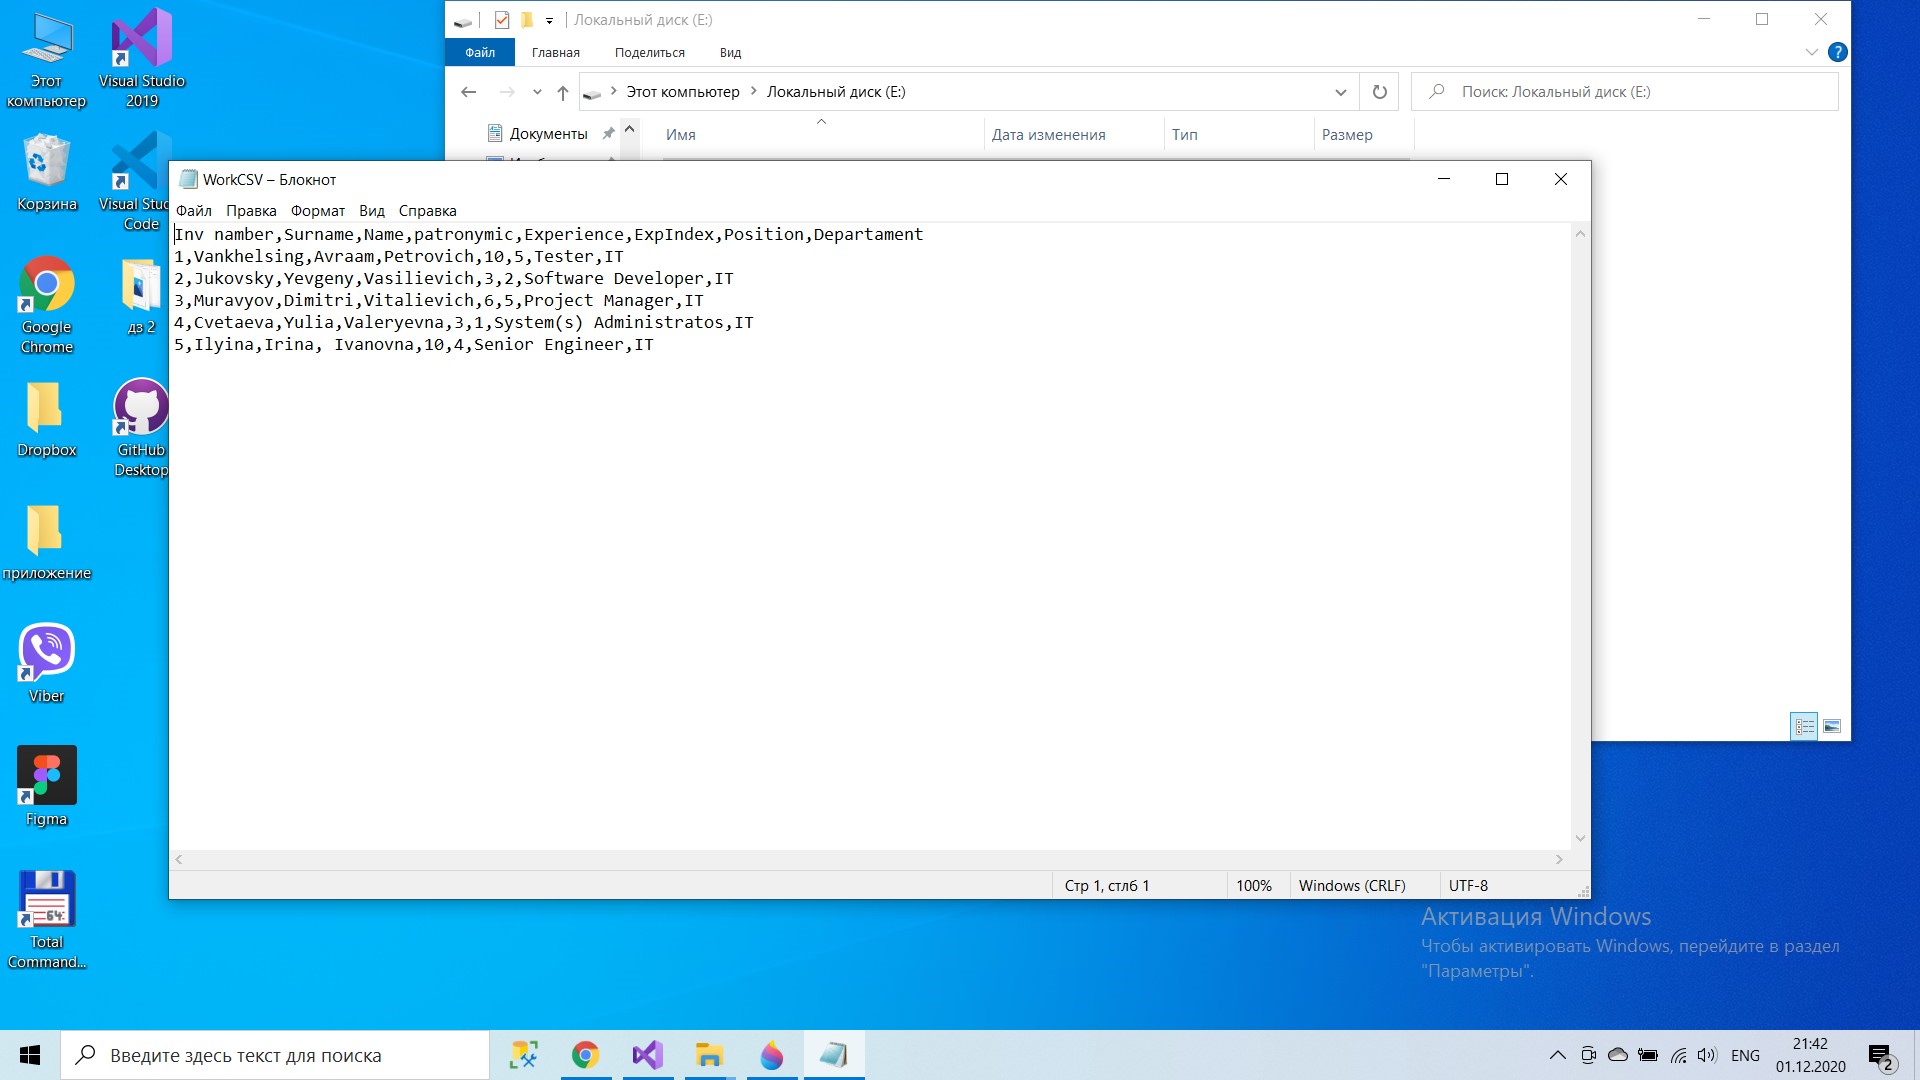 Этот компьютер
Visual Studio 2019
Корзина
Visual Stud Code
Google Chrome
дз 2
Dropbox
GitHub Desktop
приложение
Viber
Figma
64:
Total Command...
Локальный диск (E:)
Файл Главная Поделиться Вид
?
Этот компьютер Локальный диск (E:)
Поиск: Локальный диск (E:)
Документы
Имя Дата изменения Тип Размер
WorkCSV – Блокнот
Файл Правка Формат Вид Справка
Inv namber,Surname,Name,patronymic,Experience,ExpIndex,Position,Departament
1,Vankhelsing,Avraam,Petrovich,10,5,Tester,IT
2,Jukovsky,Yevgeny,Vasilievich,3,2,Software Developer,IT
3,Muravyov,Dimitri,Vitalievich,6,5,Project Manager,IT
4,Cvetaeva,Yulia,Valeryevna,3,1,System(s) Administratos,IT
5,Ilyina,Irina, Ivanovna,10,4,Senior Engineer,IT
Стр 1, стлб 1 100% Windows (CRLF) UTF-8
Активация Windows
Чтобы активировать Windows, перейдите в раздел
"Параметры".
Введите здесь текст для поиска
ENG
21:42
01.12.2020
2